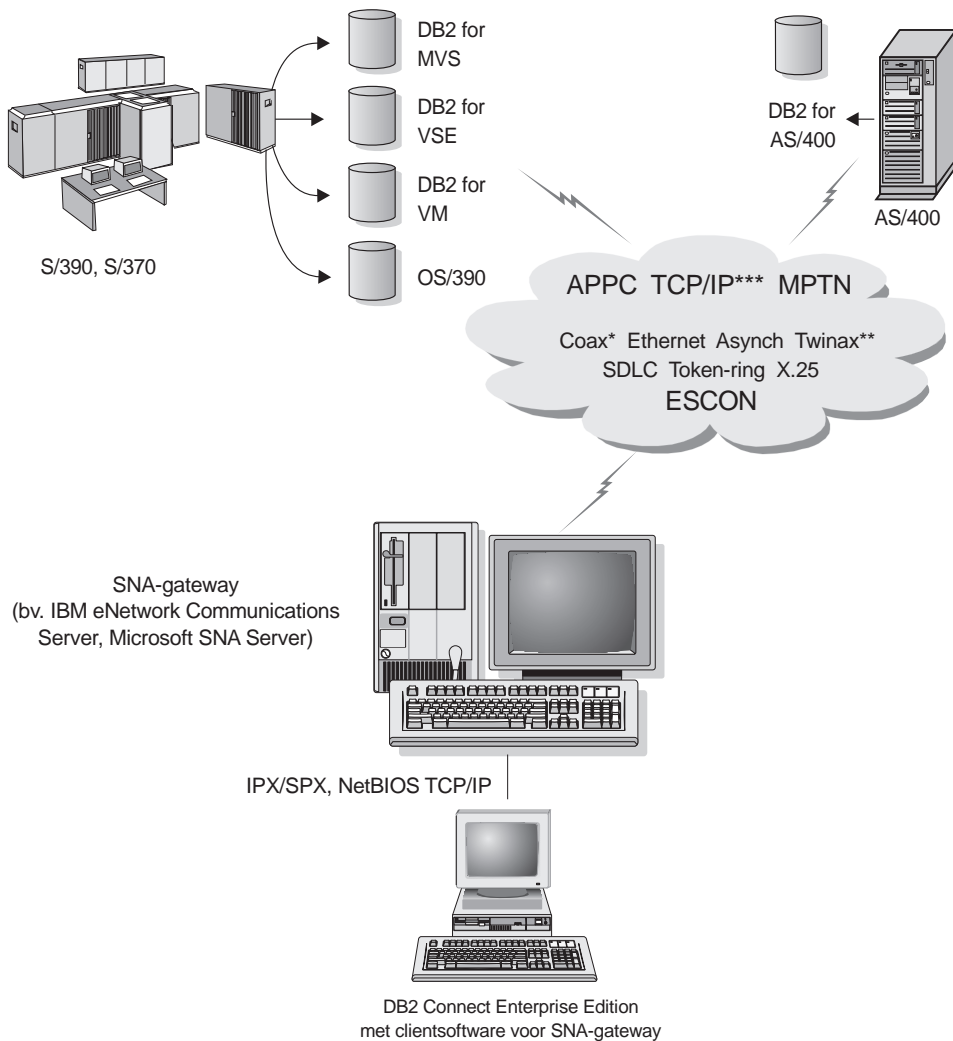 DB2 for
MVS
DB2 for
VSE
DB2 for
VM
OS/390
S/390, S/370
DB2 for
AS/400
AS/400
APPC TCP/IP*** MPTN
Coax* Ethernet Asynch Twinax**
SDLC Token-ring X.25
ESCON
SNA-gateway
(bv. IBM eNetwork Communications
Server, Microsoft SNA Server)
IPX/SPX, NetBIOS TCP/IP
DB2 Connect Enterprise Edition
met clientsoftware voor SNA-gateway